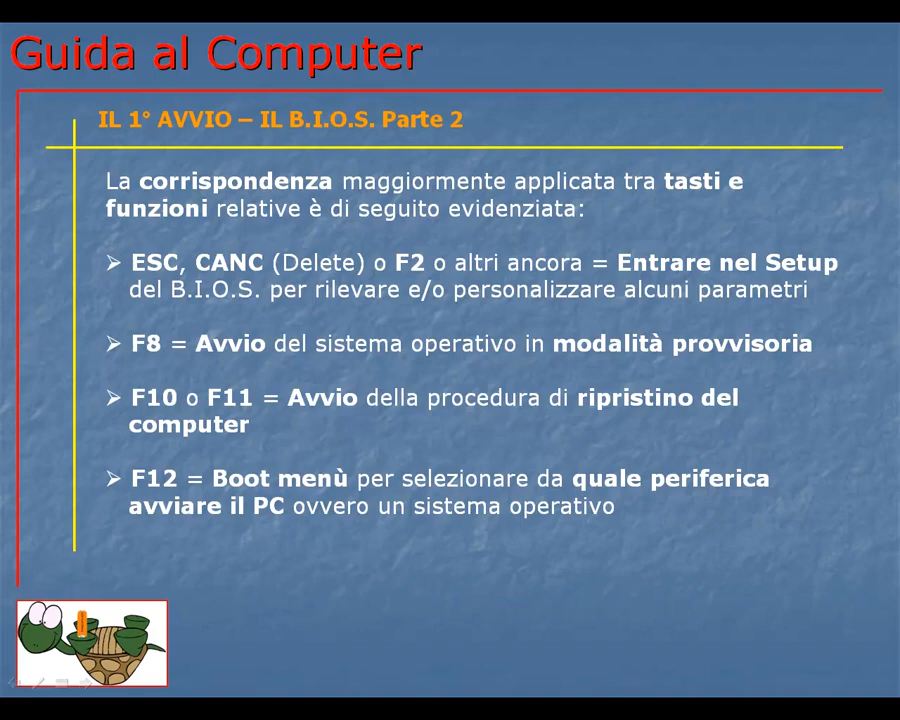 Guida al Computer
IL 1° AVVIO – IL B.I.O.S. Parte 2
La corrispondenza maggiormente applicata tra tasti e
funzioni relative è di seguito evidenziata:
➢ ESC, CANC (Delete) o F2 o altri ancora = Entrare nel Setup
del B.I.O.S. per rilevare e/o personalizzare alcuni parametri
➢ F8 = Avvio del sistema operativo in modalità provvisoria
➢ F10 o F11 = Avvio della procedura di ripristino del
computer
➢ F12 = Boot menù per selezionare da quale periferica
avviare il PC ovvero un sistema operativo